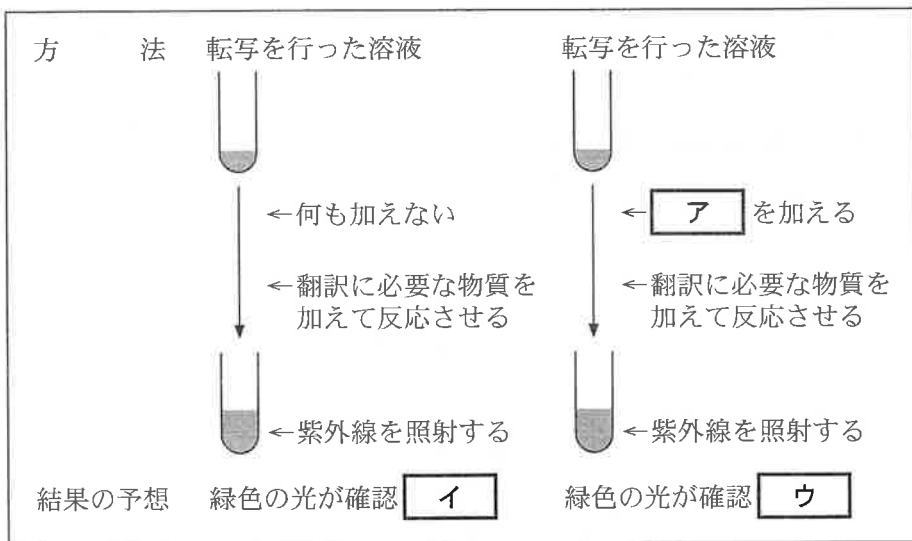 方　　法　転写を行った溶液　転写を行った溶液
←何も加えない　← ア を加える
←翻訳に必要な物質を　←翻訳に必要な物質を
加えて反応させる　加えて反応させる
←紫外線を照射する　←紫外線を照射する
結果の予想　緑色の光が確認 イ　緑色の光が確認 ウ